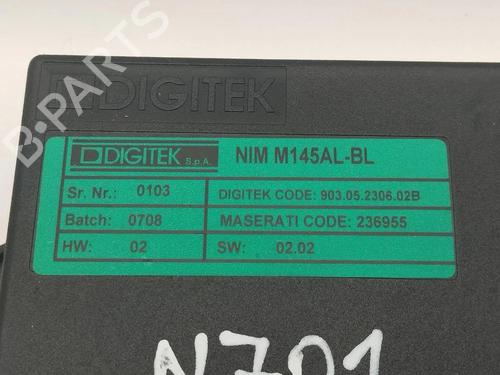 DIGITEK
DIGITEK S.p.A. NIM M145AL-BL
Sr. Nr.: 0103 DIGITEK CODE: 903.05.2306.02B
Batch: 0708 MASERATI CODE: 236955
HW: 02 SW: 02.02
N701
B-PARTS